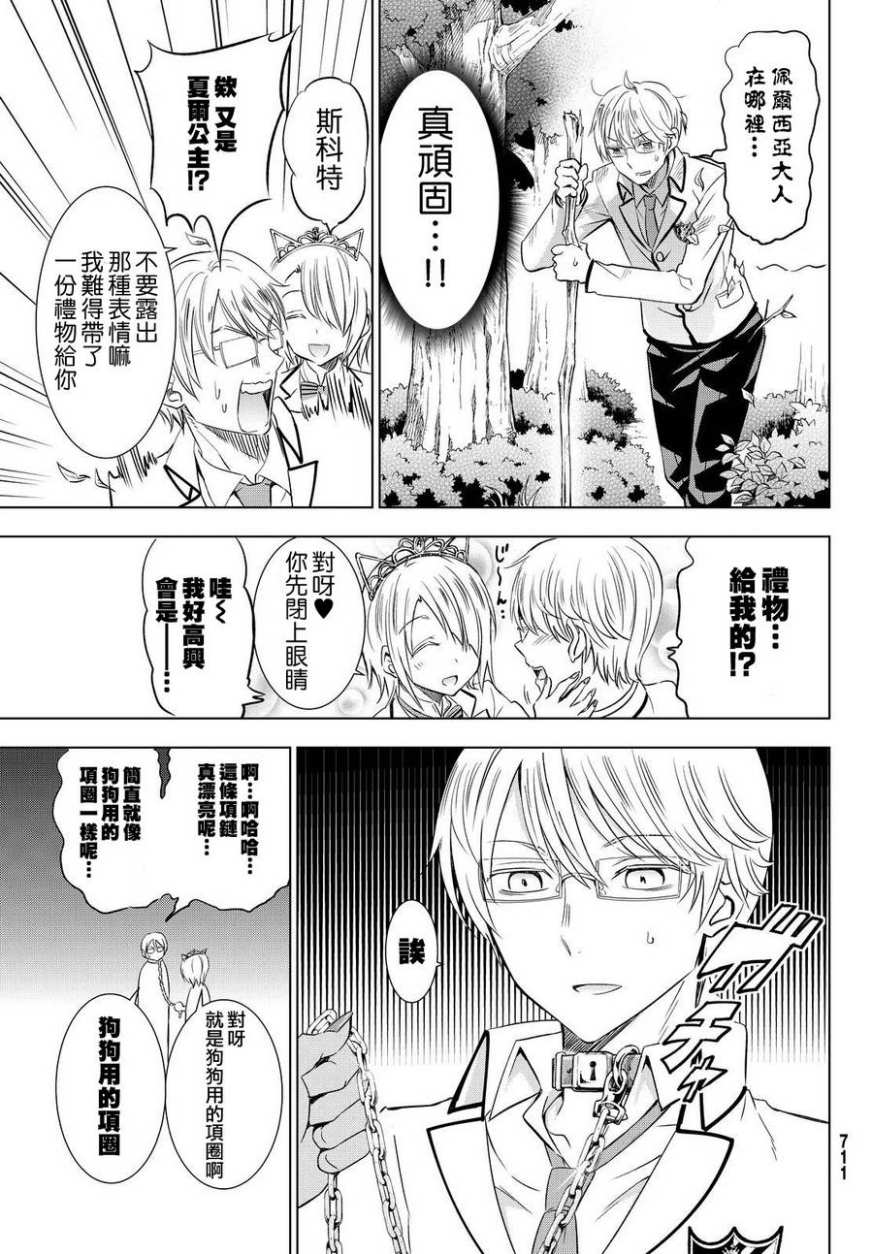 佩爾西亞大人
在哪裡…
真頑固…!!
斯科特
欸 又是
夏爾公主!?
不要露出
那種表情嘛
我難得帶了
一份禮物給你
禮物…
給我的!?
じ〜ん…
對呀♥
你先閉上眼睛
哇〜
我好高興
會是——…
ガチャッ
誒
啊…啊哈哈…
這條項鏈
真漂亮呢…
簡直就像
狗狗用的
項圈一樣呢…
對呀
就是狗狗用的項圈啊
狗狗用的項圈
711